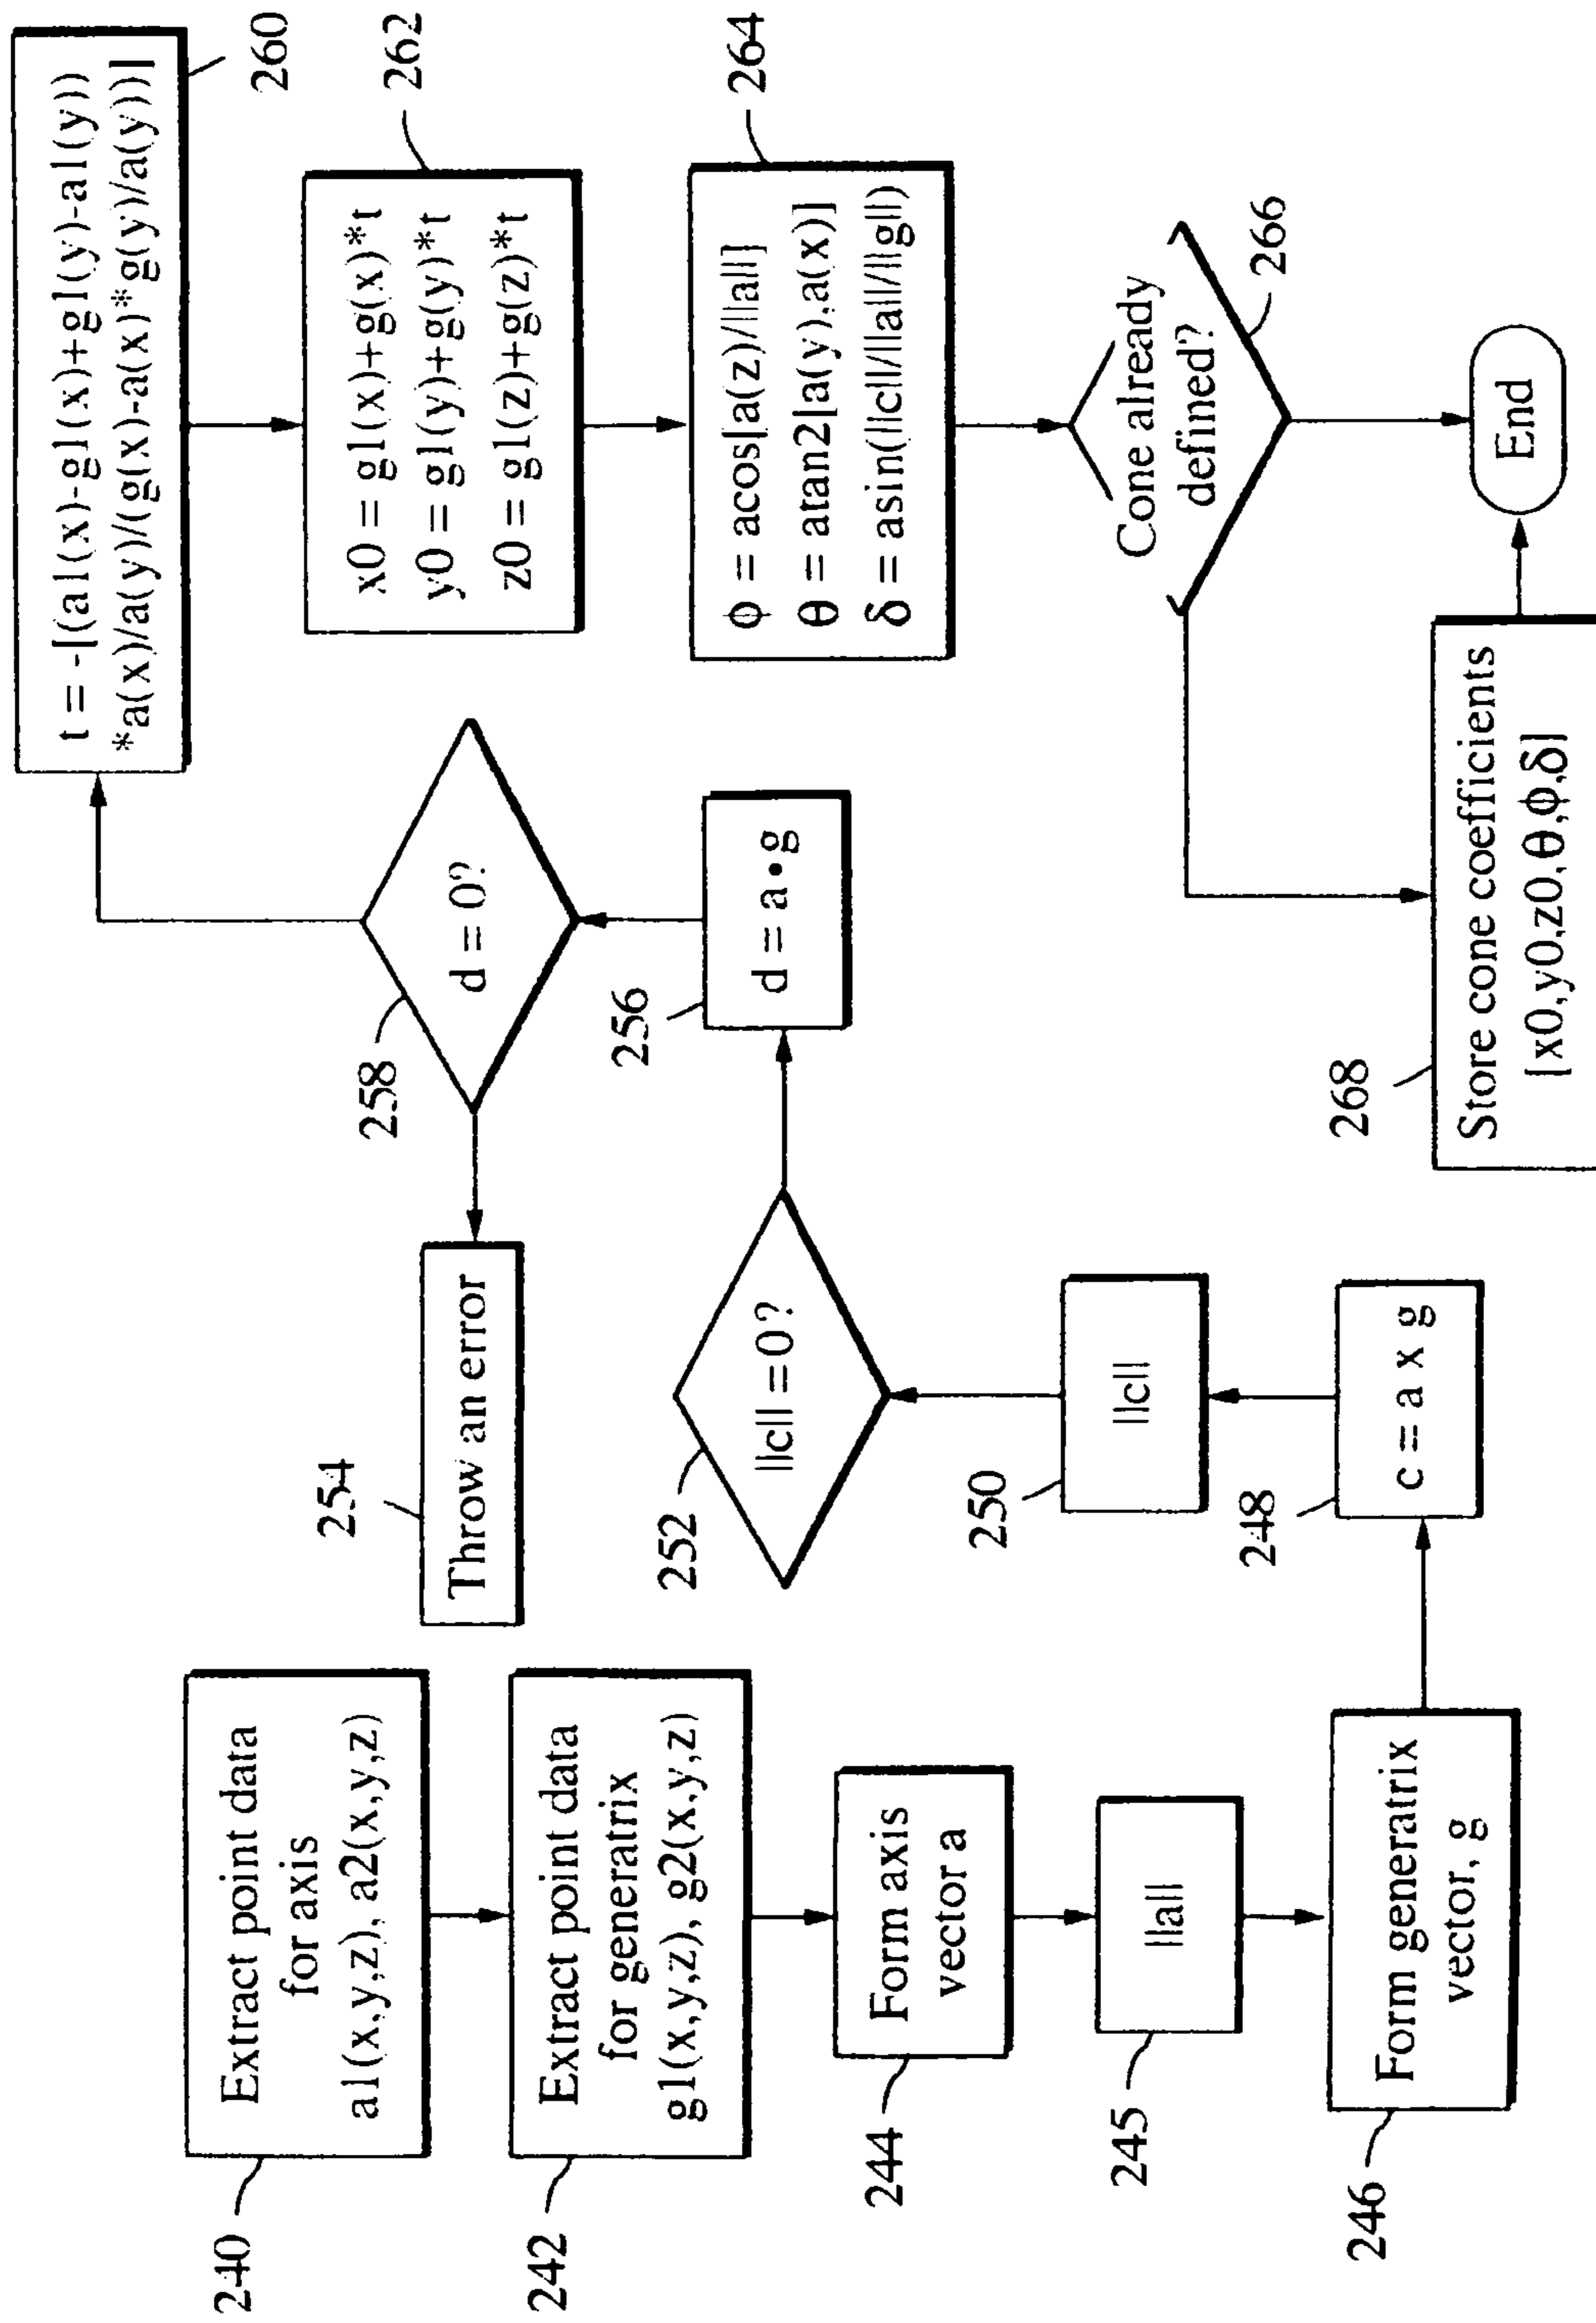 240
Extract point data
for axis
a1(x,y,z), a2(x,y,z)
242
Extract point data
for generatrix
g1(x,y,z), g2(x,y,z)
244
Form axis
vector a
245
||a||
246
Form generatrix
vector, g
248
c = a x g
250
||c||
252
||c|| = 0?
254
Throw an error
256
d = a•g
258
d = 0?
260
t = -[(a1(x)-g1(x)+g1(y)-a1(y))
*a(x)/a(y)/(g(x)-a(x)*g(y)/a(y))]
262
x0 = g1(x)+g(x)*t
y0 = g1(y)+g(y)*t
z0 = g1(z)+g(z)*t
264
ϕ = acos[a(z)/||a||]
θ = atan2[a(y),a(x)]
δ = asin(||c||/||a||/||g||)
266
Cone already
defined?
268
Store cone coefficients
[x0,y0,z0,θ,ϕ,δ]
End